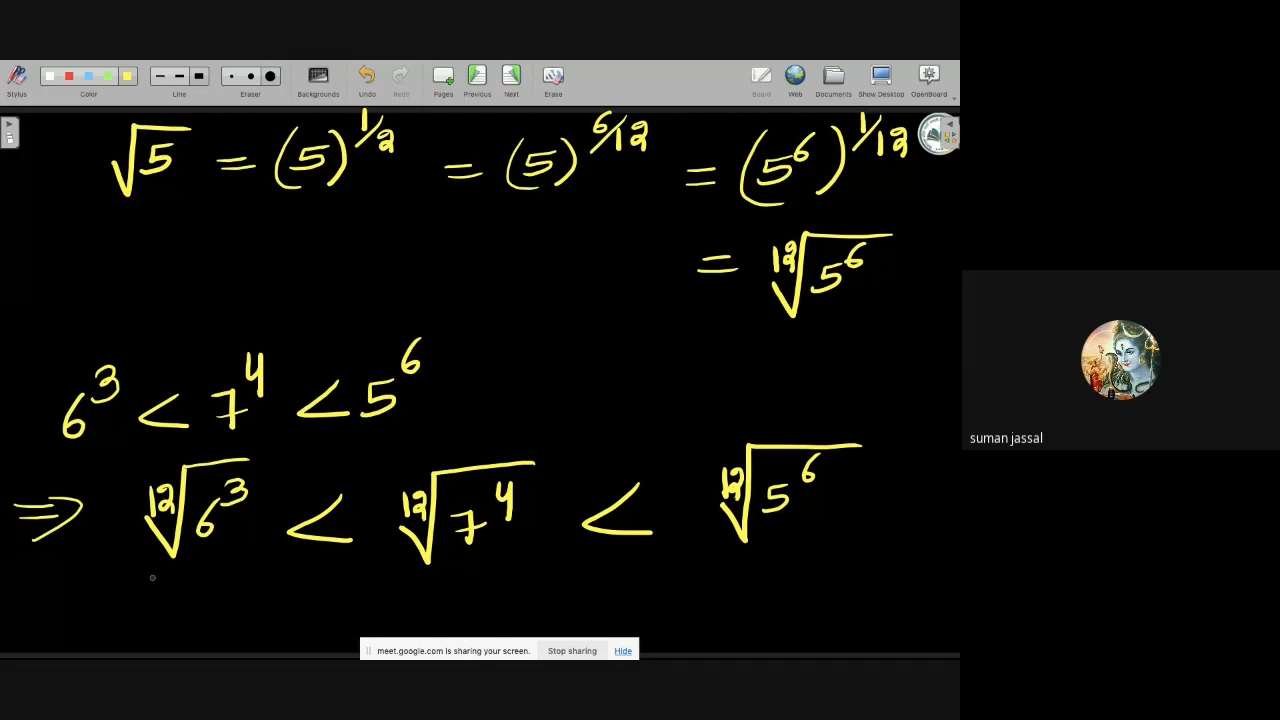 Stylus Color Line Eraser Backgrounds Undo Redo Pages Previous Next Erase Board Web Documents Show Desktop OpenBoard
√5 = (5)^1/2 = (5)^6/12 = (5^6)^1/12
= ¹²√5^6
6^3 < 7^4 < 5^6
⇒ ¹²√6^3 < ¹²√7^4 < ¹²√5^6
suman jassal
meet.google.com is sharing your screen. Stop sharing Hide